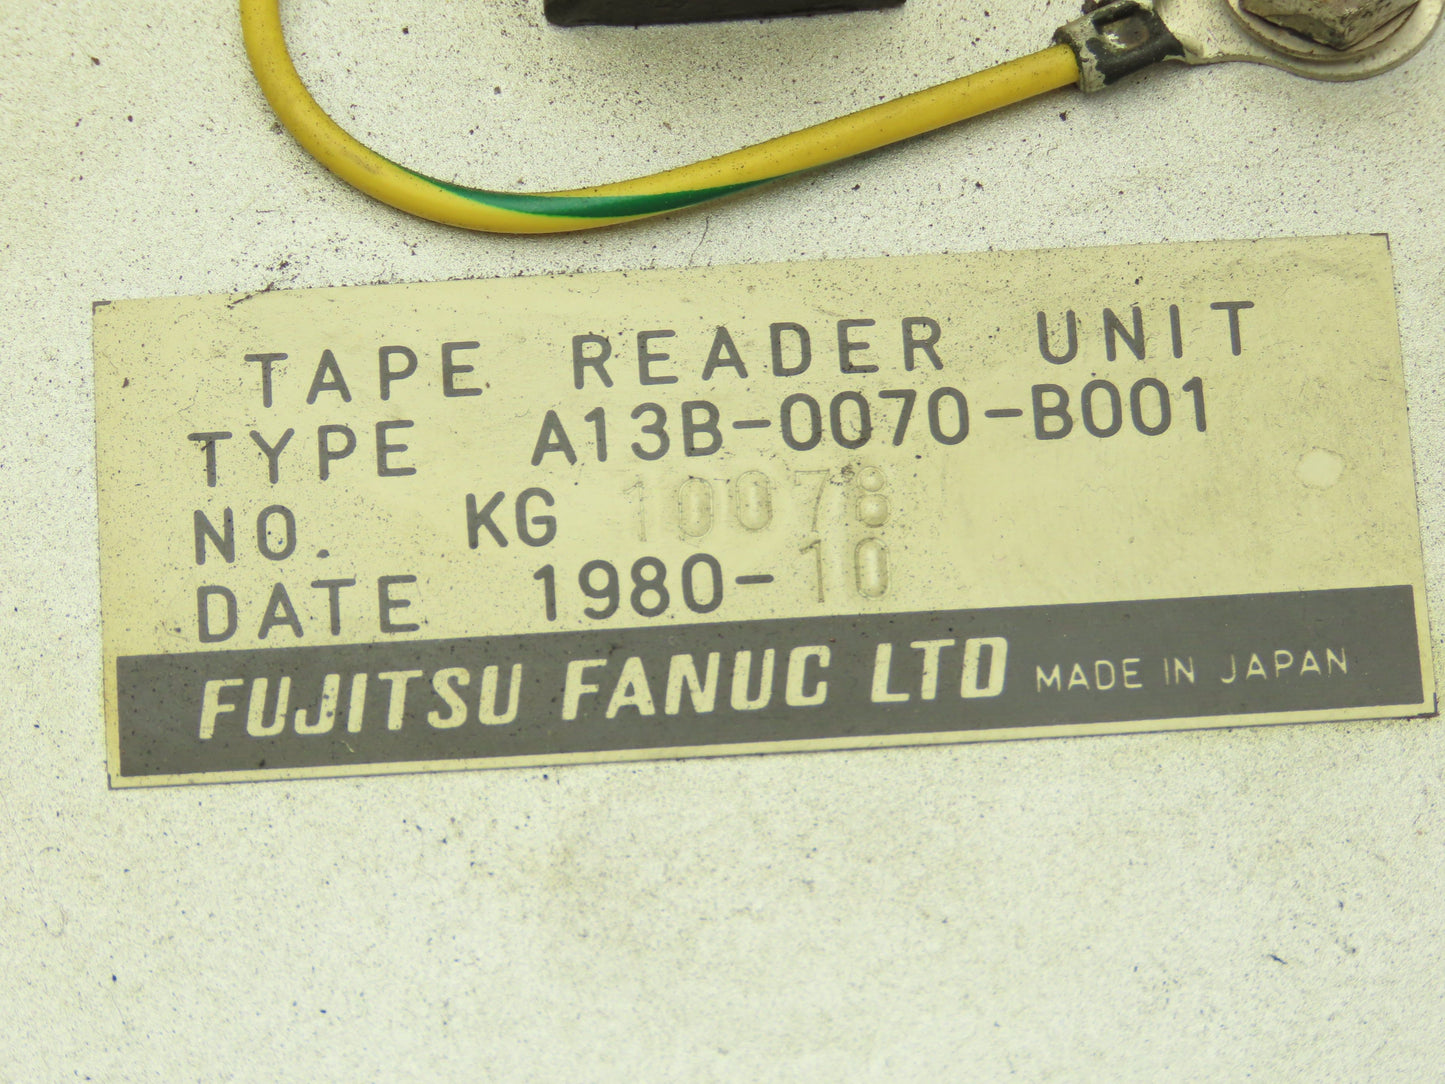 TAPE READER UNIT
TYPE A13B-0070-B001
NO. KG 10078
DATE 1980-10
FUJITSU FANUC LTD MADE IN JAPAN